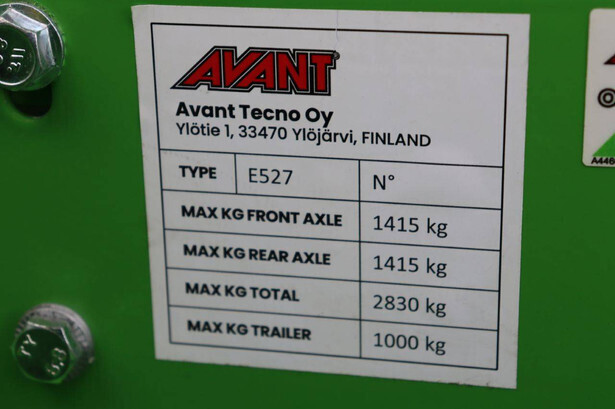 AVANT
Avant Tecno Oy
Ylötie 1, 33470 Ylöjärvi, FINLAND
TYPE E527 N°
MAX KG FRONT AXLE 1415 kg
MAX KG REAR AXLE 1415 kg
MAX KG TOTAL 2830 kg
MAX KG TRAILER 1000 kg
A446